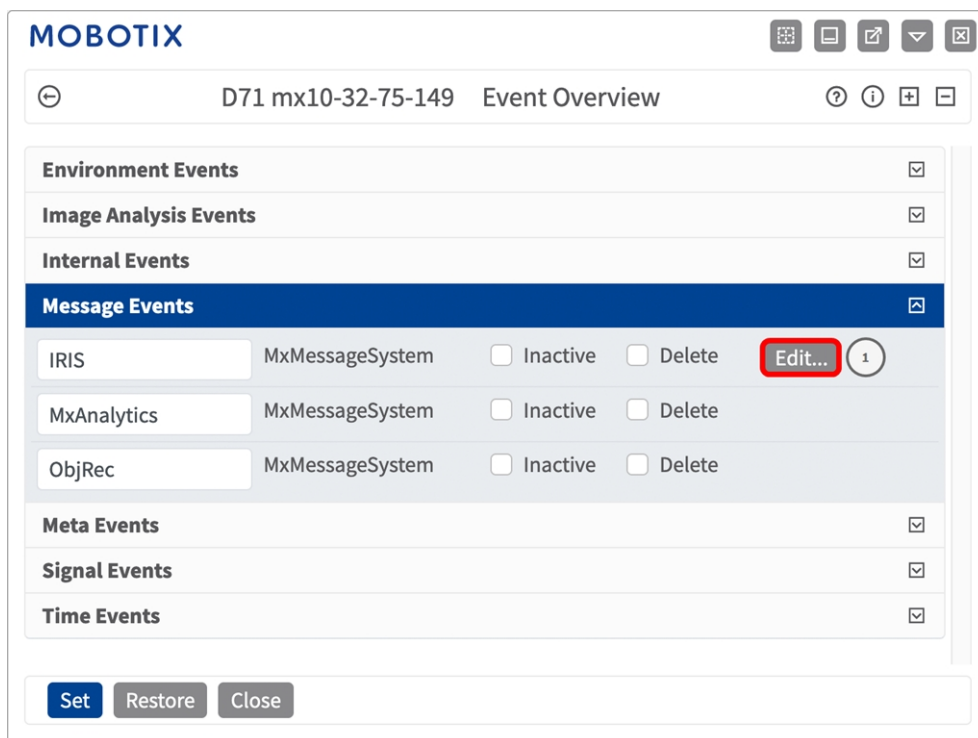 MOBOTIX
D71 mx10-32-75-149 Event Overview
Environment Events
Image Analysis Events
Internal Events
Message Events
IRIS MxMessageSystem Inactive Delete Edit... 1
MxAnalytics MxMessageSystem Inactive Delete
ObjRec MxMessageSystem Inactive Delete
Meta Events
Signal Events
Time Events
Set Restore Close